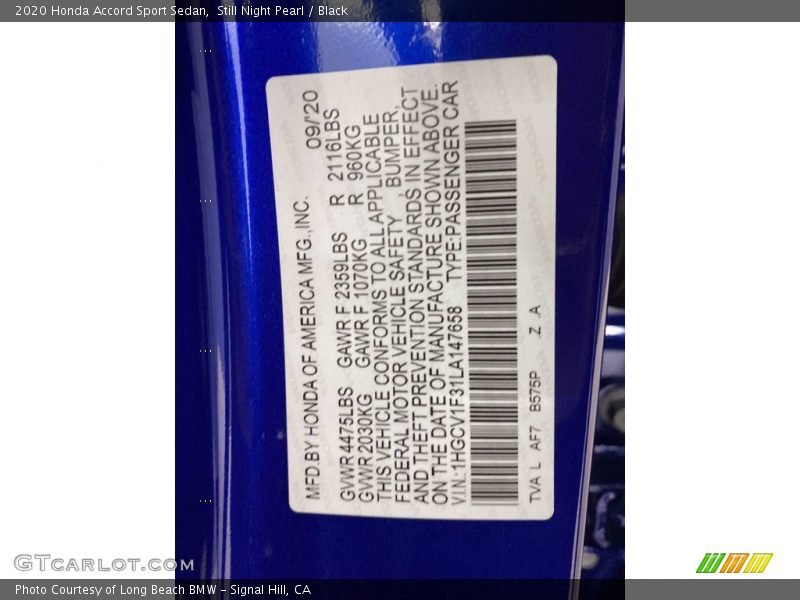 2020 Honda Accord Sport Sedan,  Still Night Pearl / Black
MFD.BY HONDA OF AMERICA MFG.,INC. 09/'20
GVWR 4475LBS GAWR F 2359LBS R 2116LBS
GVWR 2030KG GAWR F 1070KG R 960KG
THIS VEHICLE CONFORMS TO ALL APPLICABLE
FEDERAL MOTOR VEHICLE SAFETY , BUMPER,
AND THEFT PREVENTION STANDARDS IN EFFECT
ON THE DATE OF MANUFACTURE SHOWN ABOVE.
V.I.N.:1HGCV1F31LA147658 TYPE:PASSENGER CAR
TVA L AF7 B575P .Z .A
GTcarlot.com
Photo Courtesy of Long Beach BMW – Signal Hill, CA